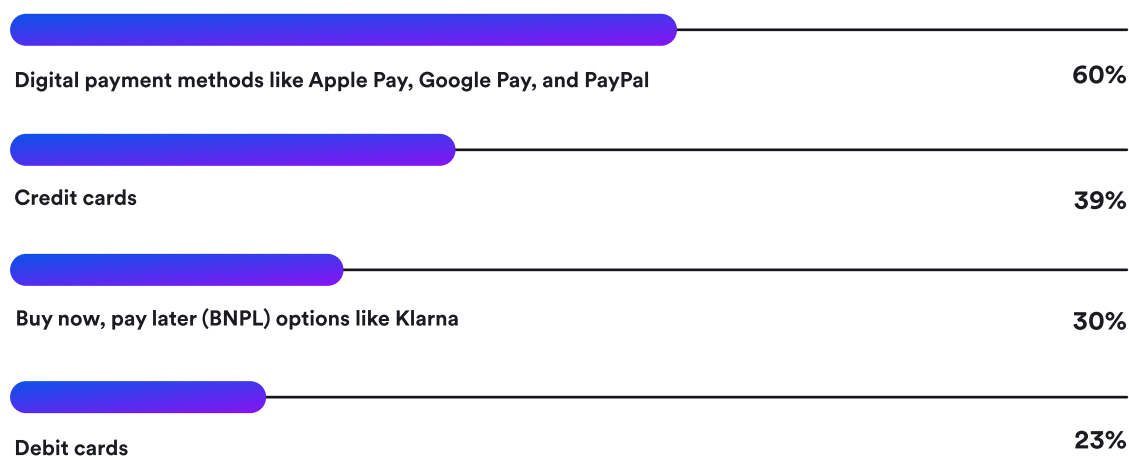 Digital payment methods like Apple Pay, Google Pay, and PayPal
60%
Credit cards
39%
Buy now, pay later (BNPL) options like Klarna
30%
Debit cards
23%